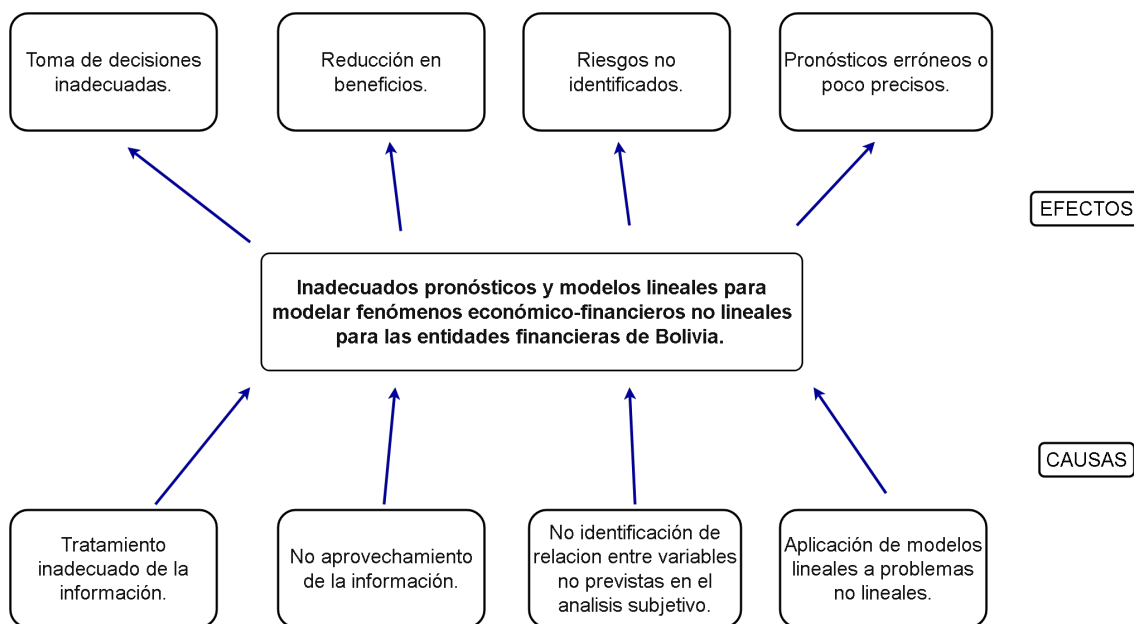 Toma de decisiones
inadecuadas.
Reducción en
beneficios.
Riesgos no
identificados.
Pronósticos erróneos o
poco precisos.
EFECTOS
Inadecuados pronósticos y modelos lineales para
modelar fenómenos económico-financieros no lineales
para las entidades financieras de Bolivia.
CAUSAS
Tratamiento
inadecuado de la
información.
No aprovechamiento
de la información.
No identificación de
relacion entre variables
no previstas en el
analisis subjetivo.
Aplicación de modelos
lineales a problemas
no lineales.